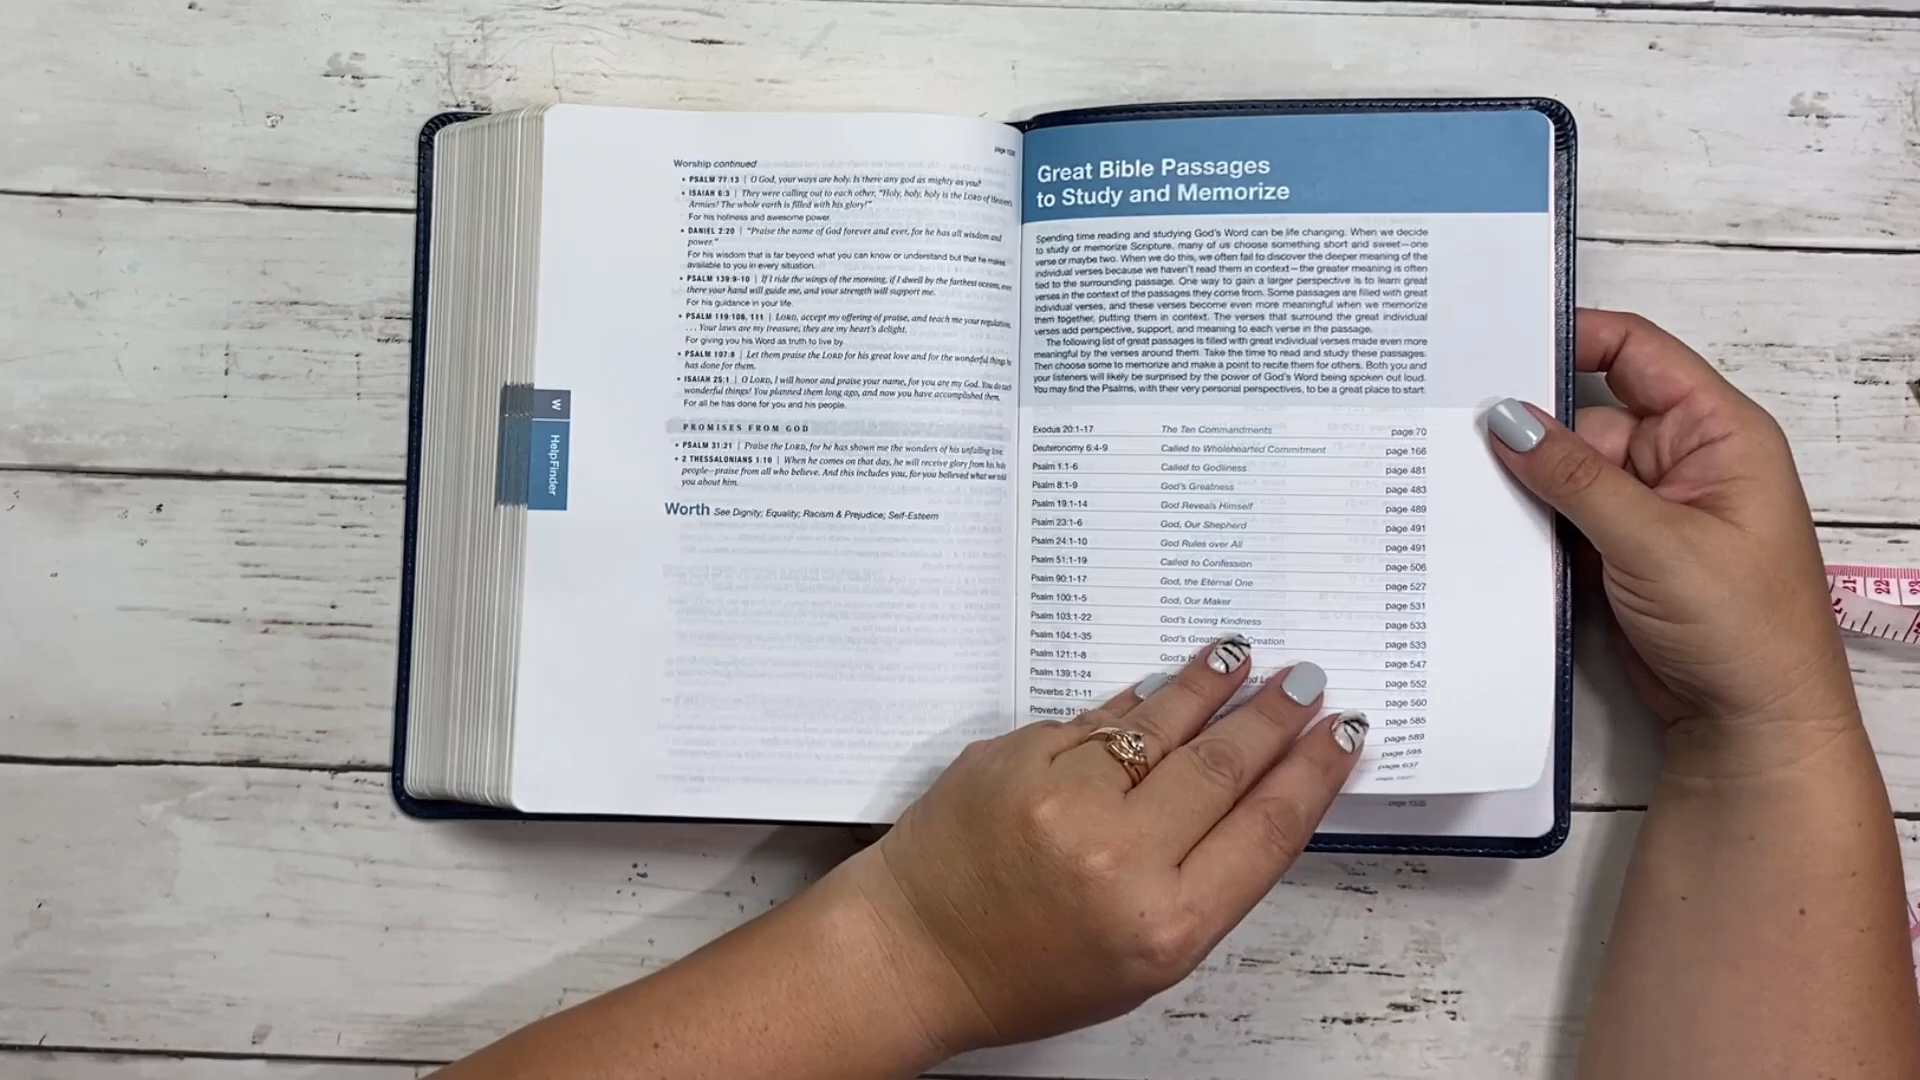 Worship continued
• PSALM 77:13 | O God, your ways are holy. Is there any god as mighty as you?
• ISAIAH 6:3 | They were calling out to each other, "Holy, holy, holy is the LORD of Heaven's
Armies! The whole earth is filled with his glory!"
For his holiness and awesome power.
• DANIEL 2:20 | "Praise the name of God forever and ever, for he has all wisdom and
power."
For his wisdom that is far beyond what you can know or understand but that he makes
available to you in every situation.
• PSALM 139:9-10 | If I ride the wings of the morning, if I dwell by the farthest oceans, even
there your hand will guide me, and your strength will support me.
For his guidance in your life.
• PSALM 119:108, 111 | LORD, accept my offering of praise, and teach me your regulations.
. . . Your laws are my treasure; they are my heart's delight.
For giving you his Word as truth to live by.
• PSALM 107:8 | Let them praise the LORD for his great love and for the wonderful things he
has done for them.
• ISAIAH 25:1 | O LORD, I will honor and praise your name, for you are my God. You do such
wonderful things! You planned them long ago, and now you have accomplished them.
For all he has done for you and his people.
PROMISES FROM GOD
• PSALM 31:21 | Praise the LORD, for he has shown me the wonders of his unfailing love.
• 2 THESSALONIANS 1:10 | When he comes on that day, he will receive glory from his holy
people—praise from all who believe. And this includes you, for you believed what we told
you about him.
Worth See Dignity; Equality; Racism & Prejudice; Self-Esteem
W
HelpFinder
Great Bible Passages
to Study and Memorize
Spending time reading and studying God's Word can be life changing. When we decide
to study or memorize Scripture, many of us choose something short and sweet—one
verse or maybe two. When we do this, we often fail to discover the deeper meaning of the
individual verses because we haven't read them in context—the greater meaning is often
tied to the surrounding passage. One way to gain a larger perspective is to learn great
verses in the context of the passages they come from. Some passages are filled with great
individual verses, and these verses become even more meaningful when we memorize
them together, putting them in context. The verses that surround the great individual
verses add perspective, support, and meaning to each verse in the passage.
The following list of great passages is filled with great individual verses made even more
meaningful by the verses around them. Take the time to read and study these passages.
Then choose some to memorize and make a point to recite them for others. Both you and
your listeners will likely be surprised by the power of God's Word being spoken out loud.
You may find the Psalms, with their very personal perspectives, to be a great place to start.
Exodus 20:1-17 The Ten Commandments page 70
Deuteronomy 6:4-9 Called to Wholehearted Commitment page 166
Psalm 1:1-6 Called to Godliness page 481
Psalm 8:1-9 God's Greatness page 483
Psalm 19:1-14 God Reveals Himself page 489
Psalm 23:1-6 God, Our Shepherd page 491
Psalm 24:1-10 God Rules over All page 491
Psalm 51:1-19 Called to Confession page 506
Psalm 90:1-17 God, the Eternal One page 527
Psalm 100:1-5 God, Our Maker page 531
Psalm 103:1-22 God's Loving Kindness page 533
Psalm 104:1-35 God's Creation page 533
Psalm 121:1-8 God's page 547
Psalm 139:1-24 page 552
Proverbs 2:1-11 page 560
Proverbs page 585
page 589
page 595
page 637
21 22